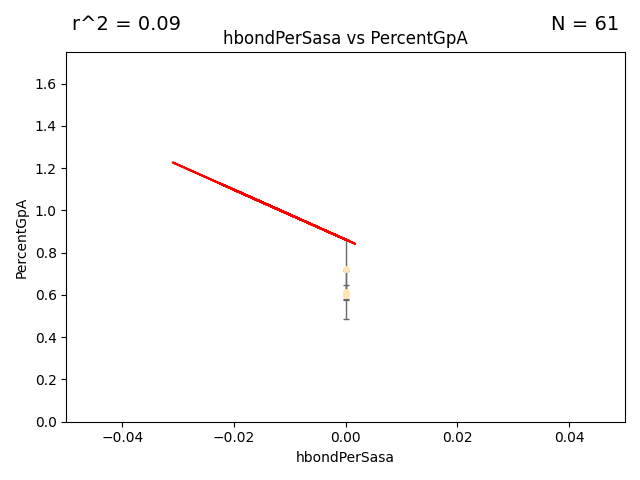 r^2 = 0.09
N = 61
hbondPerSasa vs PercentGpA
1.6
1.4
1.2
1.0
0.8
0.6
0.4
0.2
0.0
PercentGpA
−0.04
−0.02
0.00
0.02
0.04
hbondPerSasa